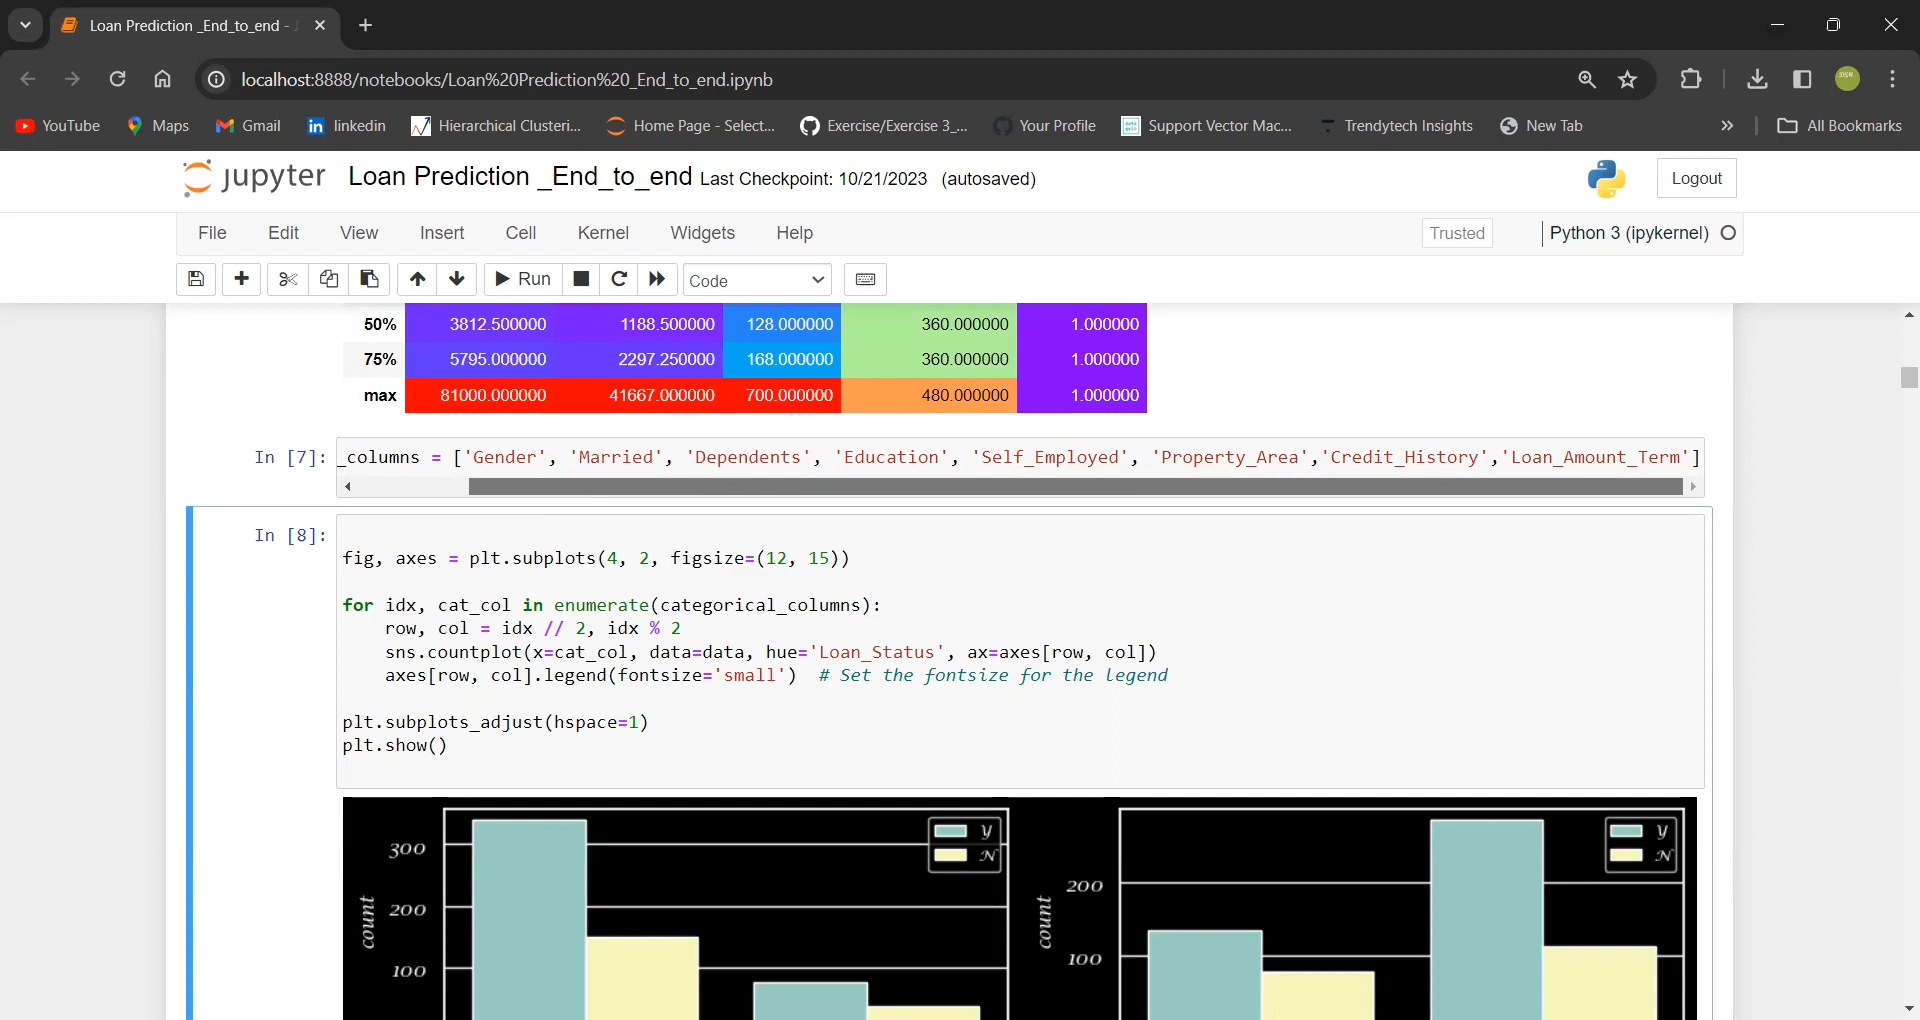 Loan Prediction _End_to_end -
localhost:8888/notebooks/Loan%20Prediction%20_End_to_end.ipynb
YouTube Maps Gmail linkedin Hierarchical Clusteri... Home Page - Select... Exercise/Exercise 3_... Your Profile Support Vector Mac... Trendytech Insights New Tab » All Bookmarks
jupyter Loan Prediction _End_to_end Last Checkpoint: 10/21/2023 (autosaved) Logout
File Edit View Insert Cell Kernel Widgets Help Trusted Python 3 (ipykernel)
Run Code
50% 3812.500000 1188.500000 128.000000 360.000000 1.000000
75% 5795.000000 2297.250000 168.000000 360.000000 1.000000
max 81000.000000 41667.000000 700.000000 480.000000 1.000000
In [7]: _columns = ['Gender', 'Married', 'Dependents', 'Education', 'Self_Employed', 'Property_Area','Credit_History','Loan_Amount_Term']
In [8]:
fig, axes = plt.subplots(4, 2, figsize=(12, 15))
for idx, cat_col in enumerate(categorical_columns):
row, col = idx // 2, idx % 2
sns.countplot(x=cat_col, data=data, hue='Loan_Status', ax=axes[row, col])
axes[row, col].legend(fontsize='small') # Set the fontsize for the legend
plt.subplots_adjust(hspace=1)
plt.show()
Y
N
300
200
100
count
Y
N
200
100
count